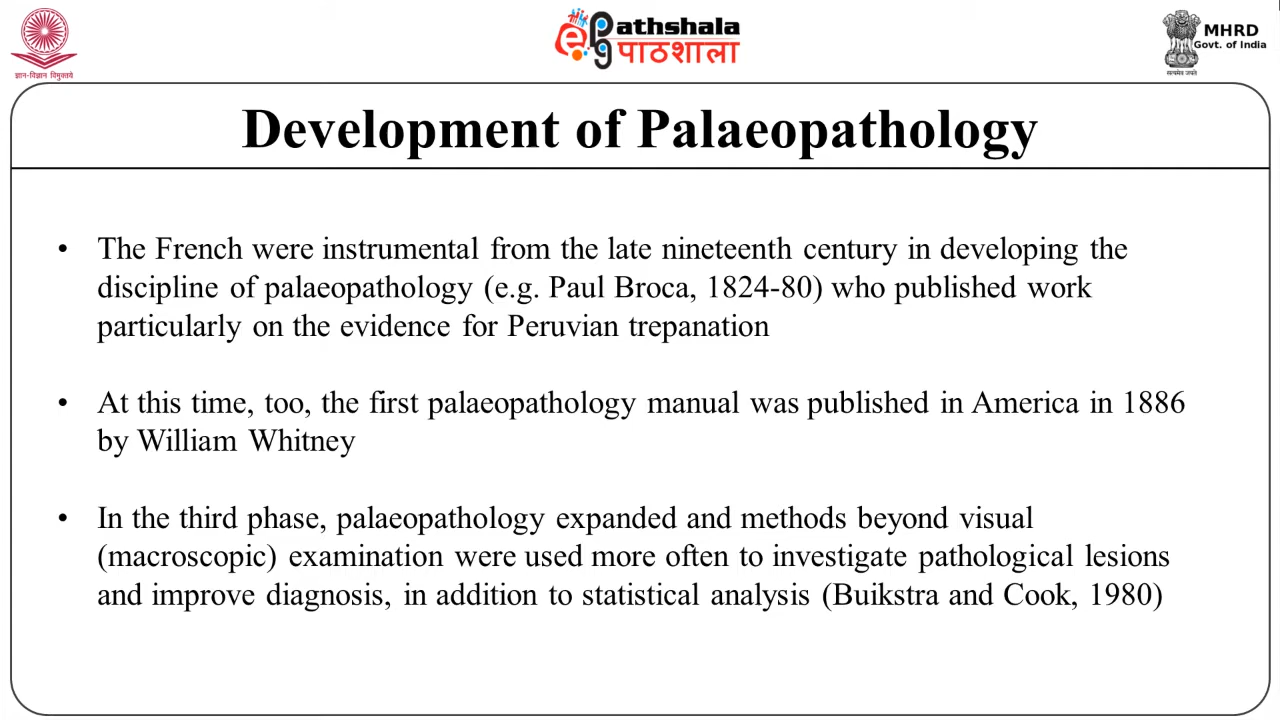 ज्ञान-विज्ञान विमुक्तये
ePathshala
पाठशाला
MHRD
Govt. of India
सत्यमेव जयते
Development of Palaeopathology
• The French were instrumental from the late nineteenth century in developing the
discipline of palaeopathology (e.g. Paul Broca, 1824-80) who published work
particularly on the evidence for Peruvian trepanation
• At this time, too, the first palaeopathology manual was published in America in 1886
by William Whitney
• In the third phase, palaeopathology expanded and methods beyond visual
(macroscopic) examination were used more often to investigate pathological lesions
and improve diagnosis, in addition to statistical analysis (Buikstra and Cook, 1980)